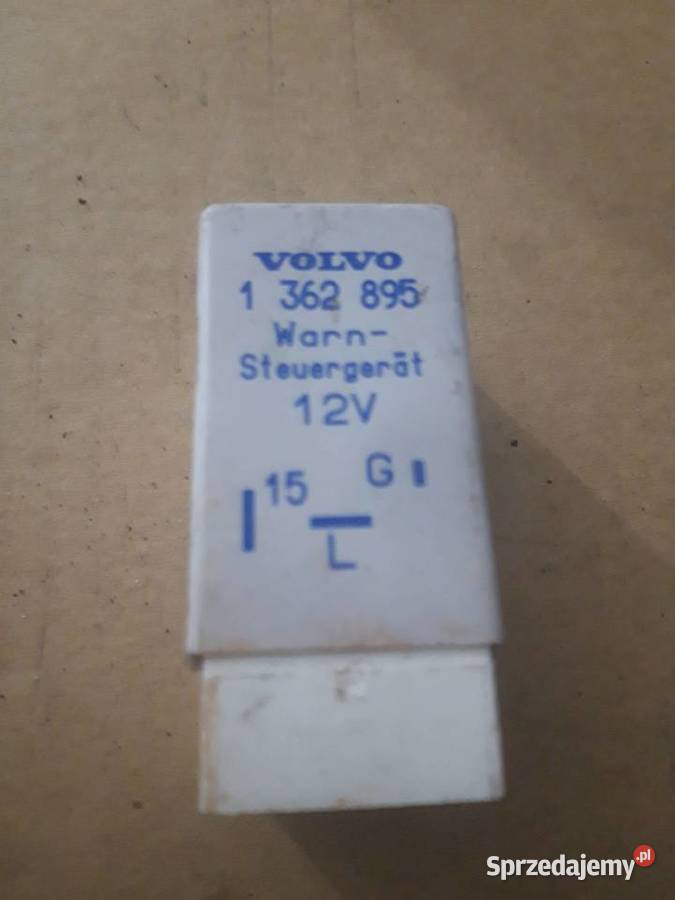 VOLVO
1 362 895
Warn-
Steuergerät
12V
15 G
L
Sprzedajemy.pl